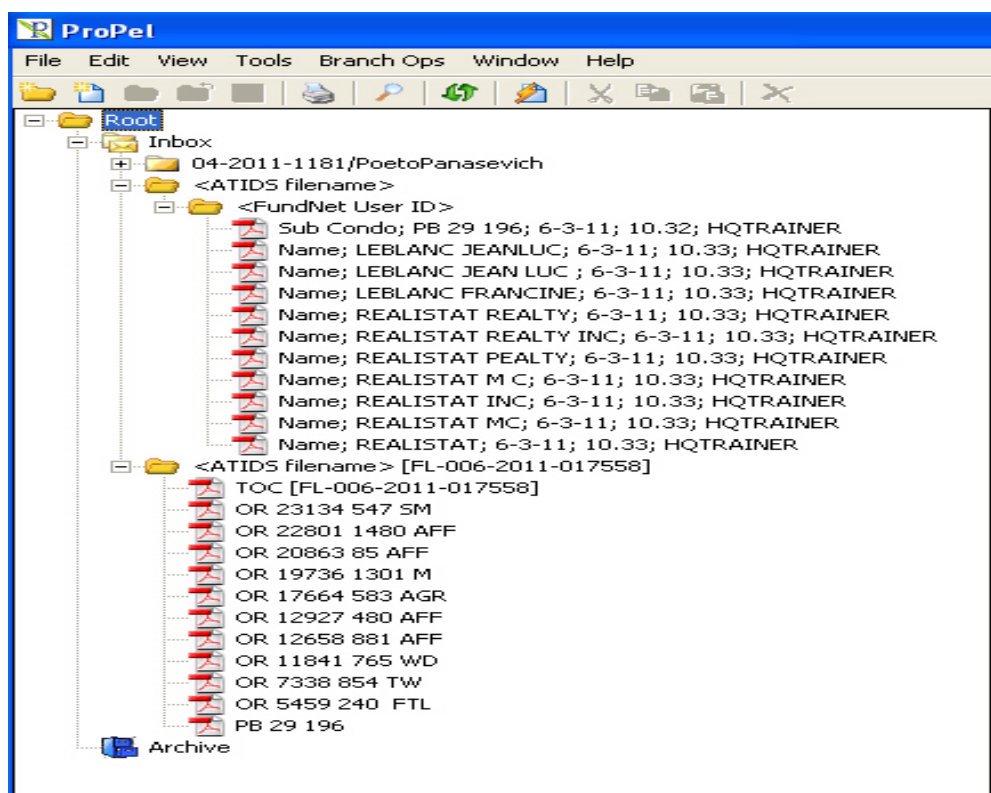 ProPel
File Edit View Tools Branch Ops Window Help
Root
Inbox
04-2011-1181/PoetoPanasevich
<ATIDS filename>
<FundNet User ID>
Sub Condo; PB 29 196; 6-3-11; 10.32; HQTRAINER
Name; LEBLANC JEANLUC; 6-3-11; 10.33; HQTRAINER
Name; LEBLANC JEAN LUC ; 6-3-11; 10.33; HQTRAINER
Name; LEBLANC FRANCINE; 6-3-11; 10.33; HQTRAINER
Name; REALISTAT REALTY; 6-3-11; 10.33; HQTRAINER
Name; REALISTAT REALTY INC; 6-3-11; 10.33; HQTRAINER
Name; REALISTAT PEALTY; 6-3-11; 10.33; HQTRAINER
Name; REALISTAT M C; 6-3-11; 10.33; HQTRAINER
Name; REALISTAT INC; 6-3-11; 10.33; HQTRAINER
Name; REALISTAT MC; 6-3-11; 10.33; HQTRAINER
Name; REALISTAT; 6-3-11; 10.33; HQTRAINER
<ATIDS filename> [FL-006-2011-017558]
TOC [FL-006-2011-017558]
OR 23134 547 SM
OR 22801 1480 AFF
OR 20863 85 AFF
OR 19736 1301 M
OR 17664 583 AGR
OR 12927 480 AFF
OR 12658 881 AFF
OR 11841 765 WD
OR 7338 854 TW
OR 5459 240  FTL
PB 29 196
Archive